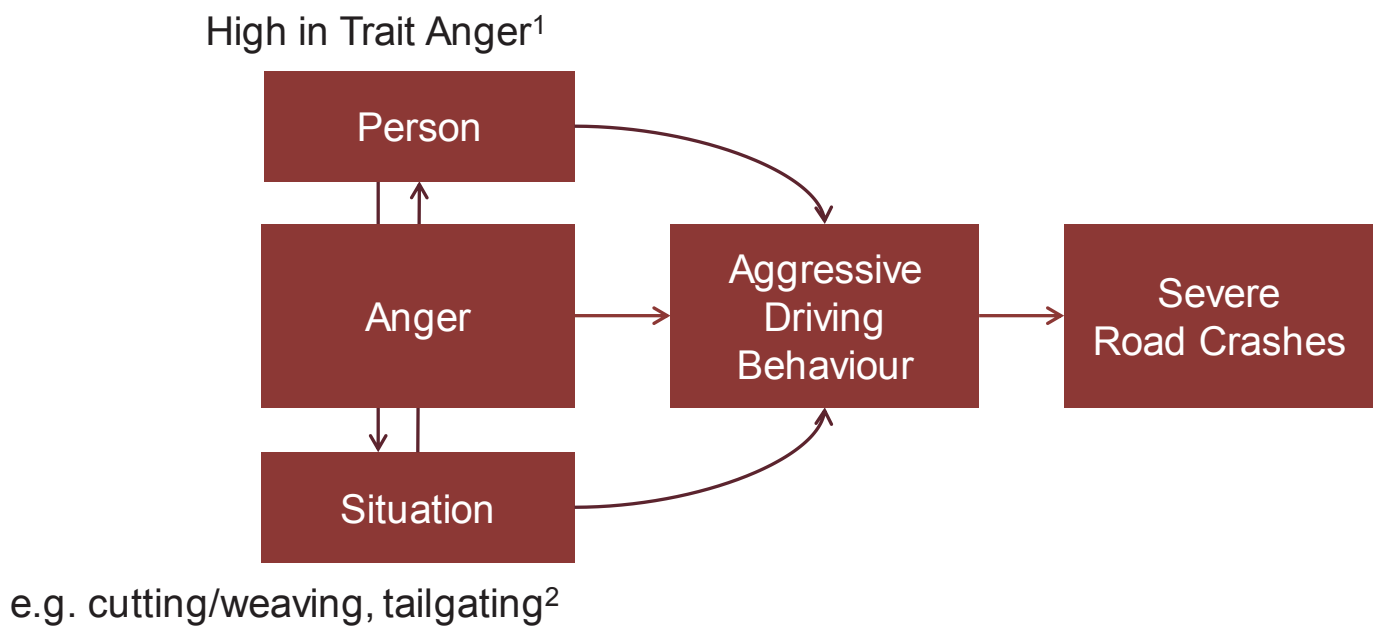 High in Trait Anger¹
Person
Anger
Situation
e.g. cutting/weaving, tailgating²
Aggressive
Driving
Behaviour
Severe
Road Crashes